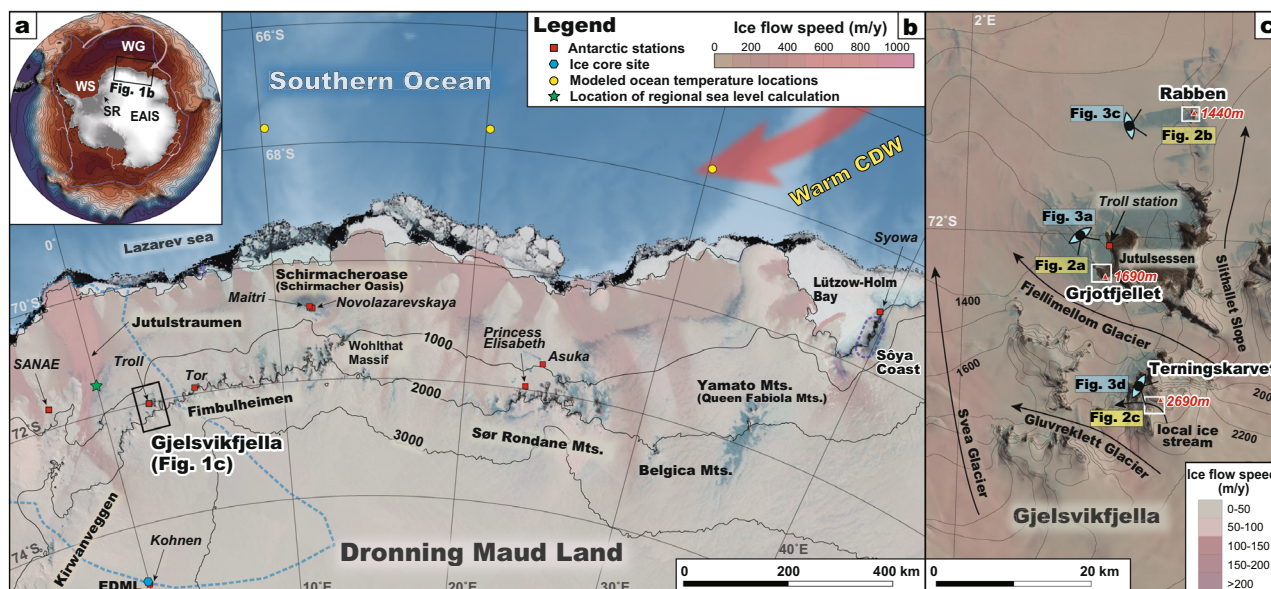 a
WG
WS
Fig. 1b
SR
EAIS
66˚S
Southern Ocean
68˚S
Legend
Antarctic stations
Ice core site
Modeled ocean temperature locations
Location of regional sea level calculation
Ice flow speed (m/y)
0 200 400 600 800 1000
b
Warm CDW
0˚
Lazarev sea
70˚S
Schirmacheroase
(Schirmacher Oasis)
Maitri
Novolazarevskaya
Syowa
Lützow-Holm
Bay
Sôya
Coast
Jutulstraumen
SANAE
Troll
Tor
Wohlthat
Massif
1000
Princess
Elisabeth
Asuka
2000
Fimbulheimen
72˚S
Gjelsvikfjella
(Fig. 1c)
3000
Sør Rondane Mts.
Yamato Mts.
(Queen Fabiola Mts.)
Belgica Mts.
Kirwanveggen
74˚S
Kohnen
EDML
Dronning Maud Land
10˚E
20˚E
30˚E
40˚E
0 200 400 km
c
2˚E
Rabben
1440m
Fig. 3c
Fig. 2b
72˚S
Troll station
Fig. 3a
Jutulsessen
Fig. 2a
1690m
Grjotfjellet
Slithallet Slope
1400
Fjellimellom Glacier
1600
Terningskarvet
Fig. 3d
2690m
2000
Fig. 2c
local ice
stream
2200
Svea Glacier
Gluvreklett Glacier
Gjelsvikfjella
Ice flow speed
(m/y)
0-50
50-100
100-150
150-200
>200
0 20 km